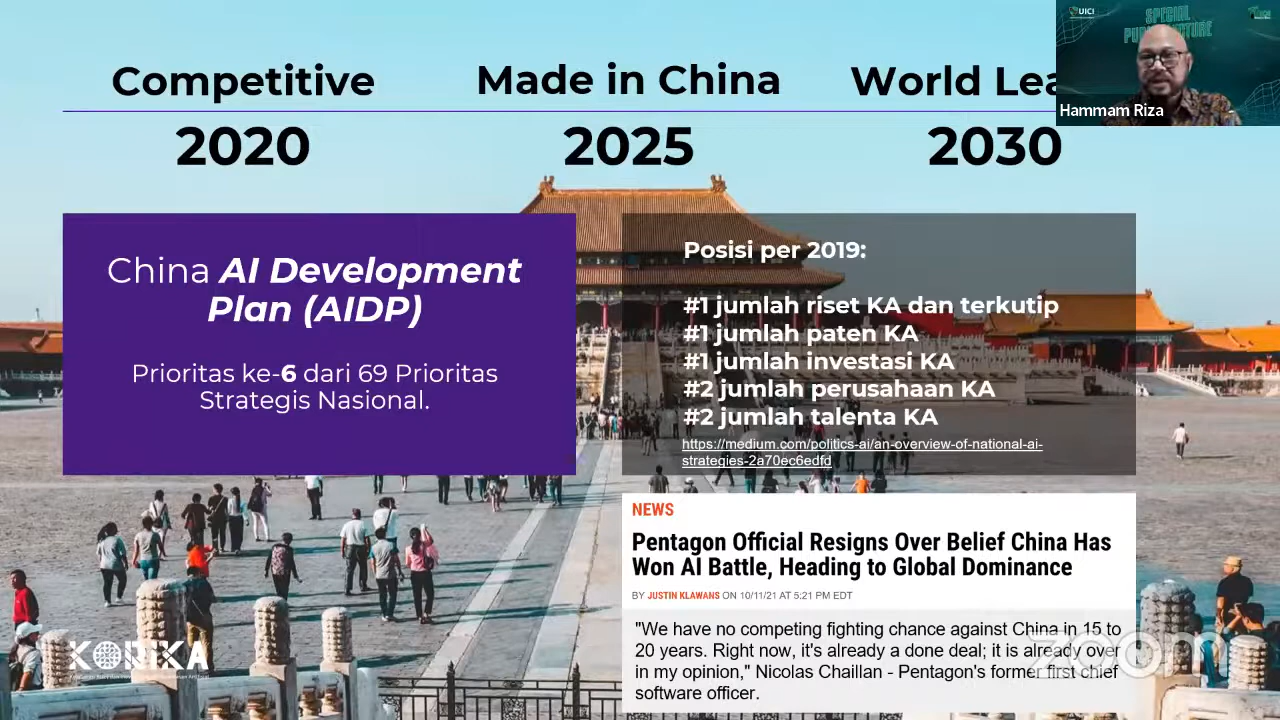 Competitive
Made in China
World Lea
2020
2025
2030
UICI
SPECIAL
Hammam Riza
China AI Development
Plan (AIDP)
Prioritas ke-6 dari 69 Prioritas
Strategis Nasional.
Posisi per 2019:
#1 jumlah riset KA dan terkutip
#1 jumlah paten KA
#1 jumlah investasi KA
#2 jumlah perusahaan KA
#2 jumlah talenta KA
https://medium.com/politics-ai/an-overview-of-national-ai-
strategies-2a70ec6edfd
NEWS
Pentagon Official Resigns Over Belief China Has
Won AI Battle, Heading to Global Dominance
BY JUSTIN KLAWANS ON 10/11/21 AT 5:21 PM EDT
"We have no competing fighting chance against China in 15 to
20 years. Right now, it's already a done deal; it is already over
in my opinion," Nicolas Chaillan - Pentagon's former first chief
software officer.
KORIKA
zoom